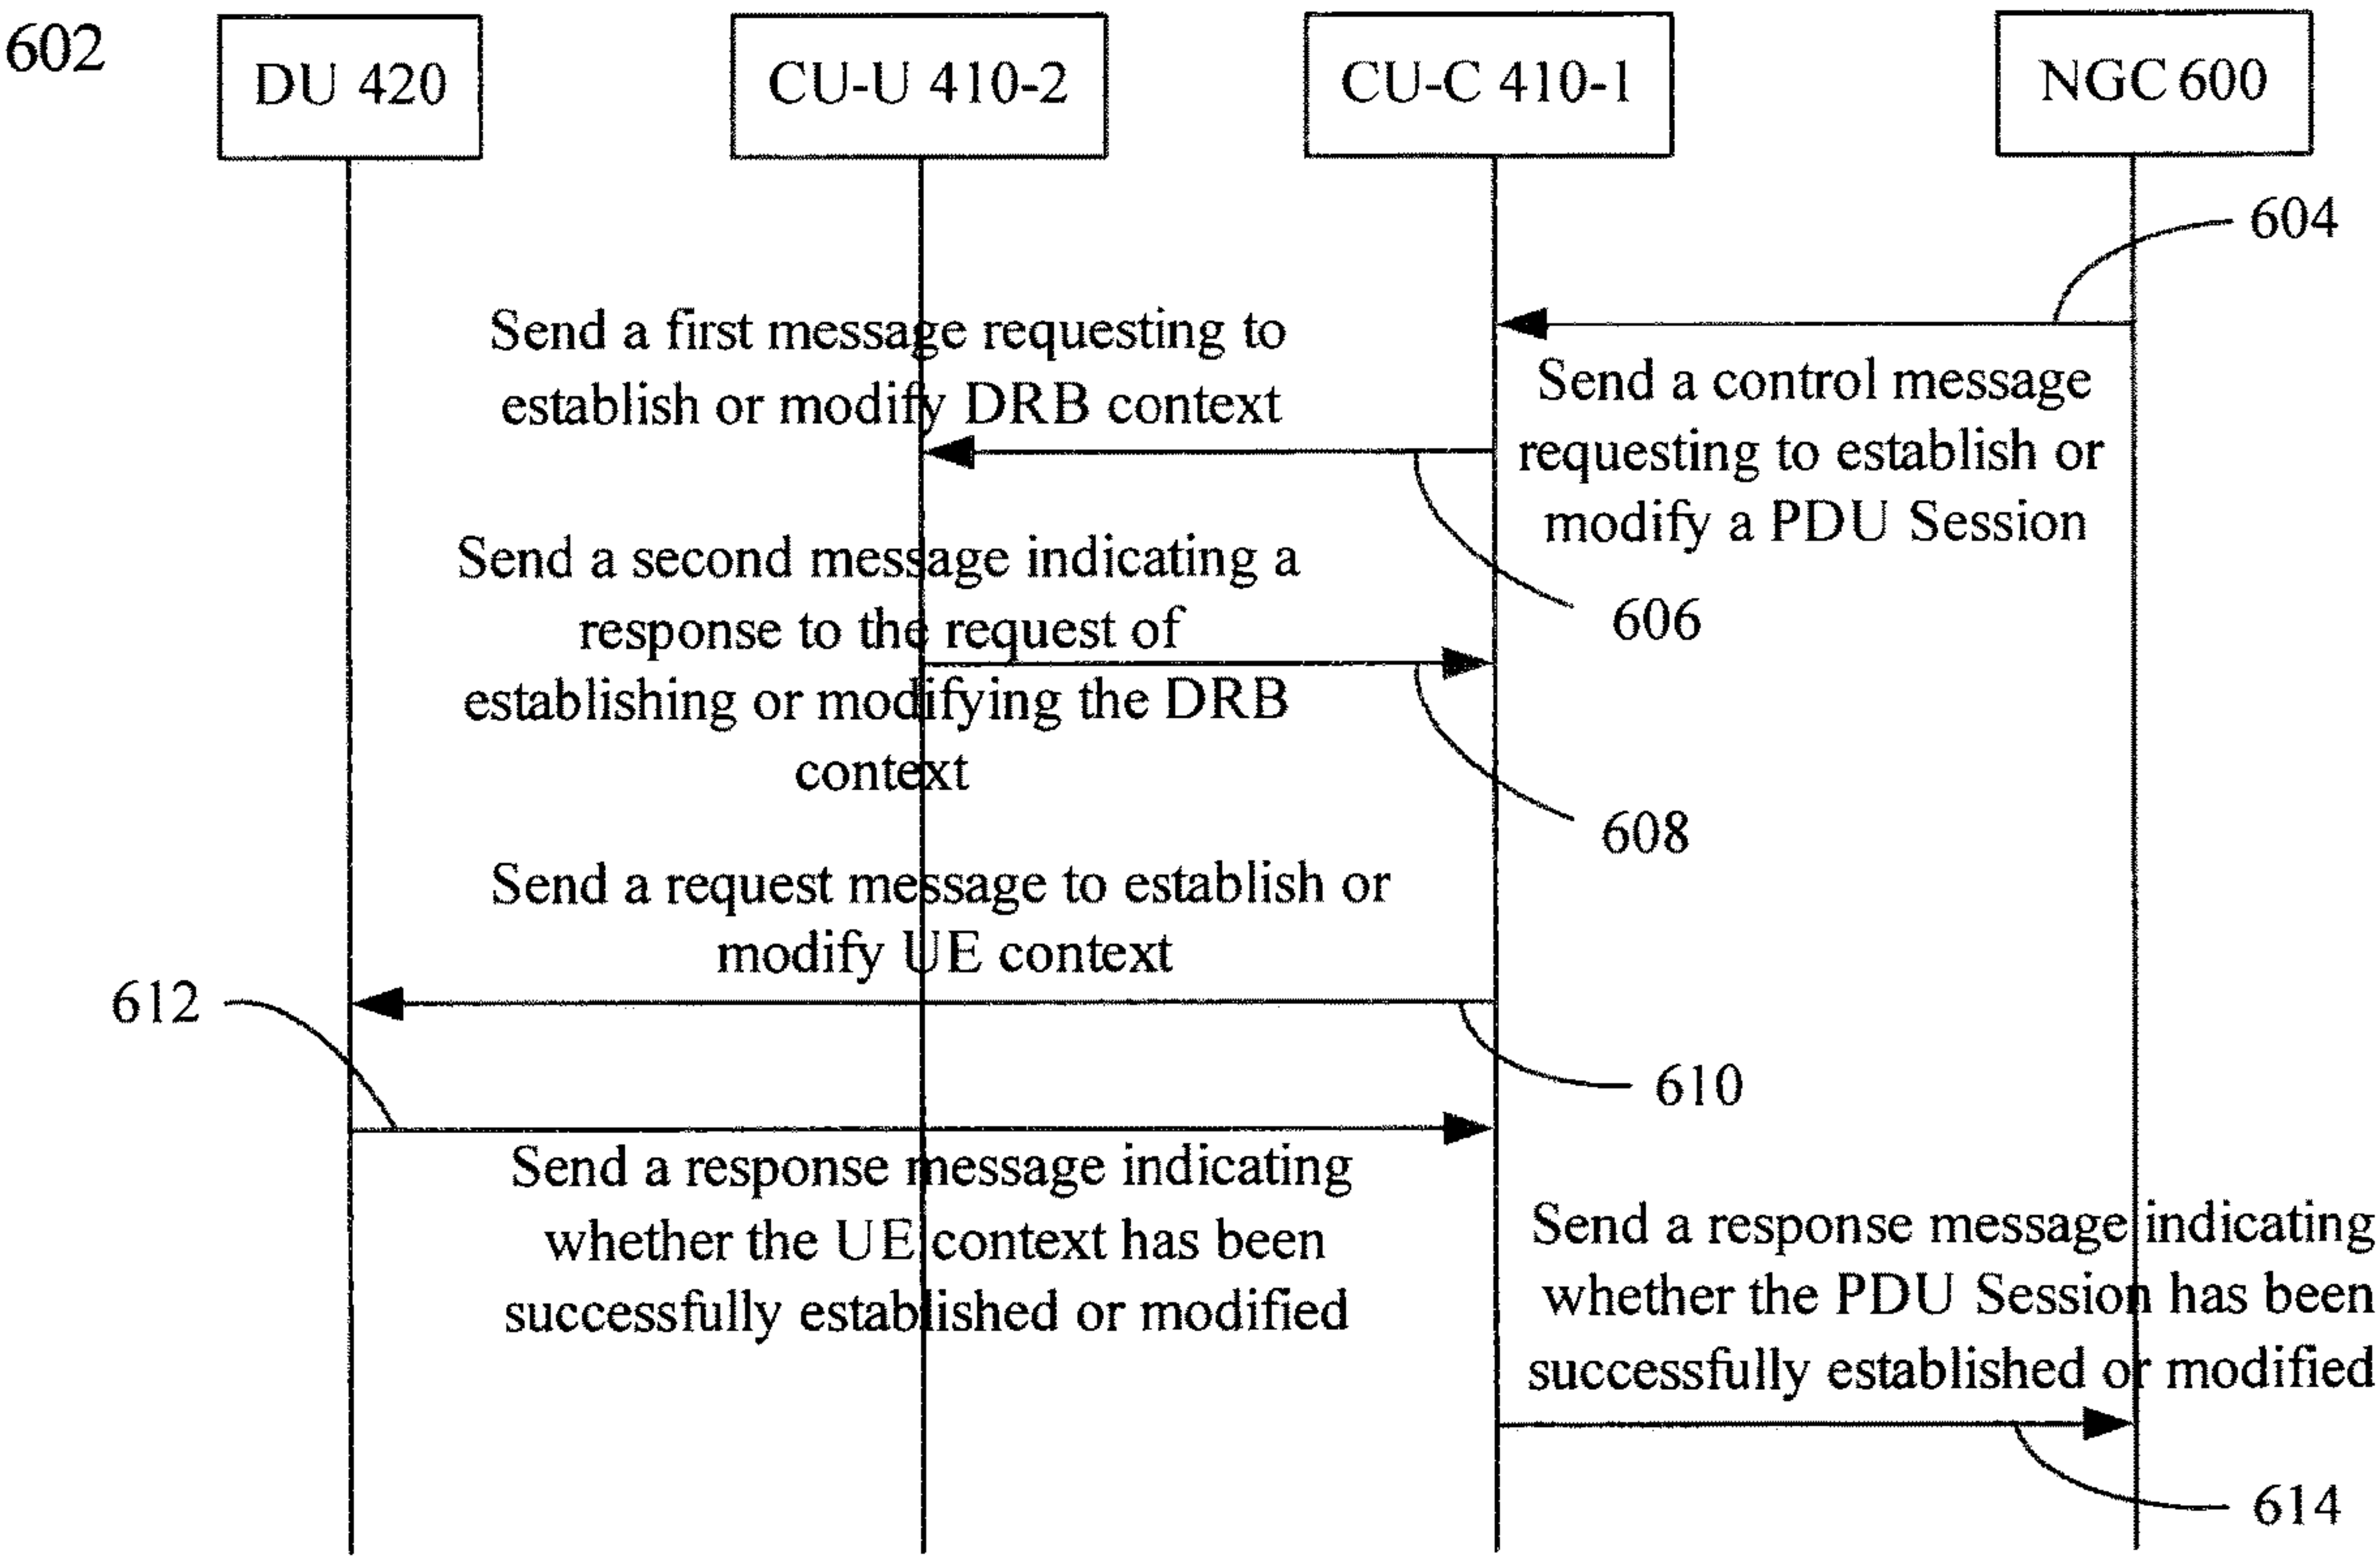 602
DU 420
CU-U 410-2
CU-C 410-1
NGC 600
604
Send a first message requesting to
establish or modify DRB context
Send a control message
requesting to establish or
modify a PDU Session
606
Send a second message indicating a
response to the request of
establishing or modifying the DRB
context
608
Send a request message to establish or
modify UE context
612
610
Send a response message indicating
whether the UE context has been
successfully established or modified
Send a response message indicating
whether the PDU Session has been
successfully established or modified
614